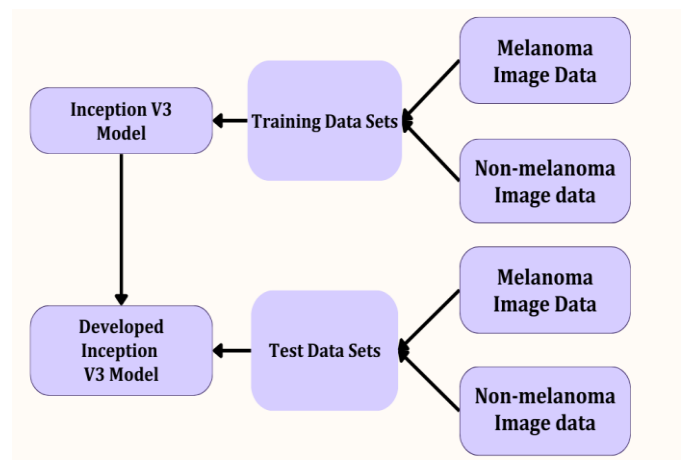 Melanoma
Image Data
Inception V3
Model
Training Data Sets
Non-melanoma
Image data
Melanoma
Image Data
Developed
Inception
V3 Model
Test Data Sets
Non-melanoma
Image data